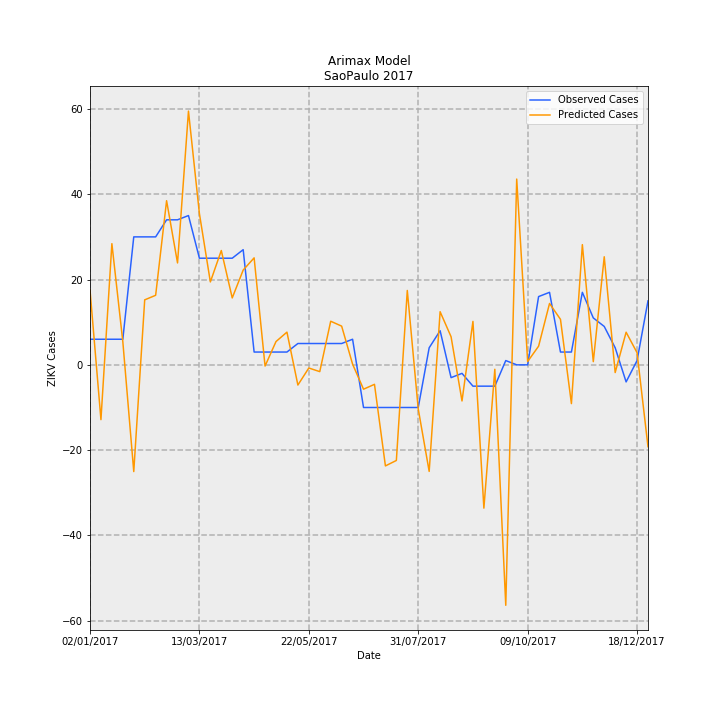 Arimax Model
SaoPaulo 2017
Observed Cases
Predicted Cases
60
40
20
0
−20
−40
−60
ZIKV Cases
02/01/2017
13/03/2017
22/05/2017
31/07/2017
09/10/2017
18/12/2017
Date